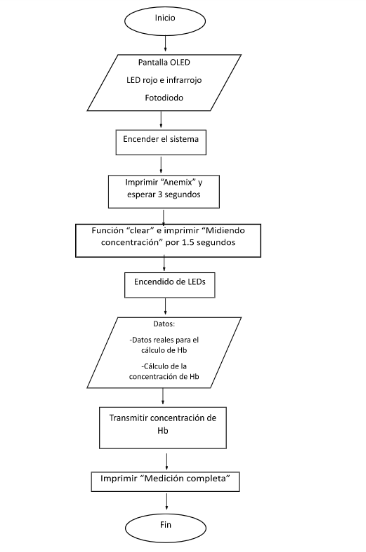 Inicio
Pantalla OLED
LED rojo e infrarrojo
Fotodiodo
Encender el sistema
Imprimir "Anemix" y
esperar 3 segundos
Función "clear" e imprimir "Midiendo
concentración" por 1.5 segundos
Encendido de LEDs
Datos:
-Datos reales para el
cálculo de Hb
-Cálculo de la
concentración de Hb
Transmitir concentración de
Hb
Imprimir "Medición completa"
Fin